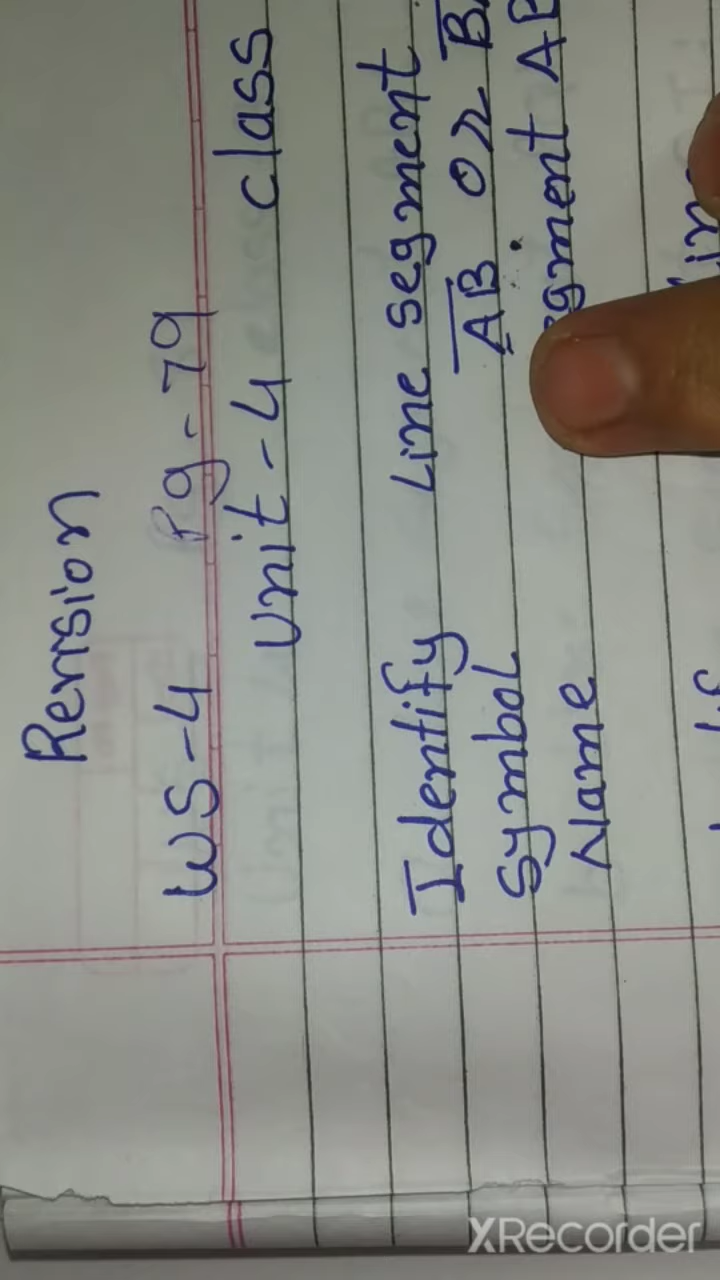 Revision
WS-4 Pg-79
Unit-4 class
Identify Line segment
Symbol AB or
Name
XRecorder